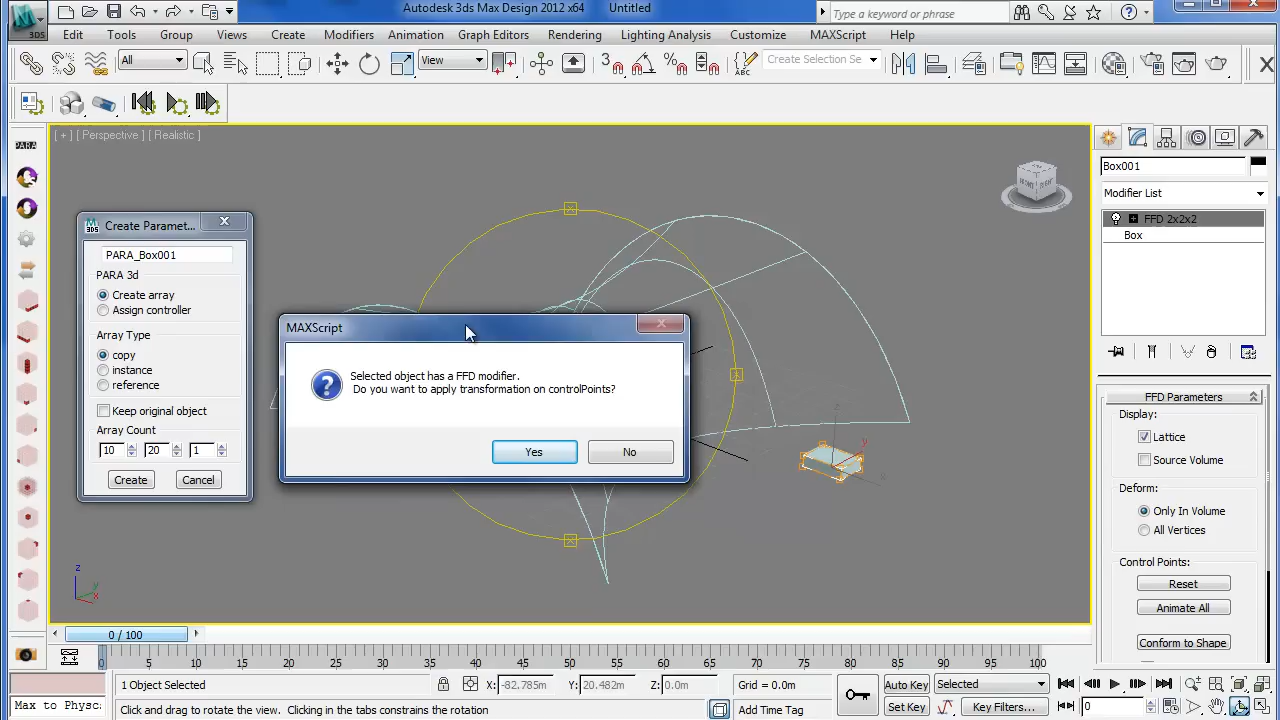 Autodesk 3ds Max Design 2012 x64 Untitled
Type a keyword or phrase
3DS
Edit Tools Group Views Create Modifiers Animation Graph Editors Rendering Lighting Analysis Customize MAXScript Help
All
View
3
Create Selection Se
[ + ] [ Perspective ] [ Realistic ]
PARA
FRONT RIGHT
Create Paramet...
PARA_Box001
PARA 3d
Create array
Assign controller
Array Type
copy
instance
reference
Keep original object
Array Count
10 20 1
Create Cancel
MAXScript
Selected object has a FFD modifier.
Do you want to apply transformation on controlPoints?
Yes No
z
y
x
z
y
x
Box001
Modifier List
FFD 2x2x2
Box
FFD Parameters
Display:
Lattice
Source Volume
Deform:
Only In Volume
All Vertices
Control Points:
Reset
Animate All
Conform to Shape
0 / 100
0 5 10 15 20 25 30 35 40 45 50 55 60 65 70 75 80 85 90 95 100
1 Object Selected
X: -82.785m Y: 20.482m Z: 0.0m
Grid = 0.0m
Auto Key Selected
Max to Physc
Click and drag to rotate the view. Clicking in the tabs constrains the rotation
Add Time Tag
Set Key Key Filters...
0